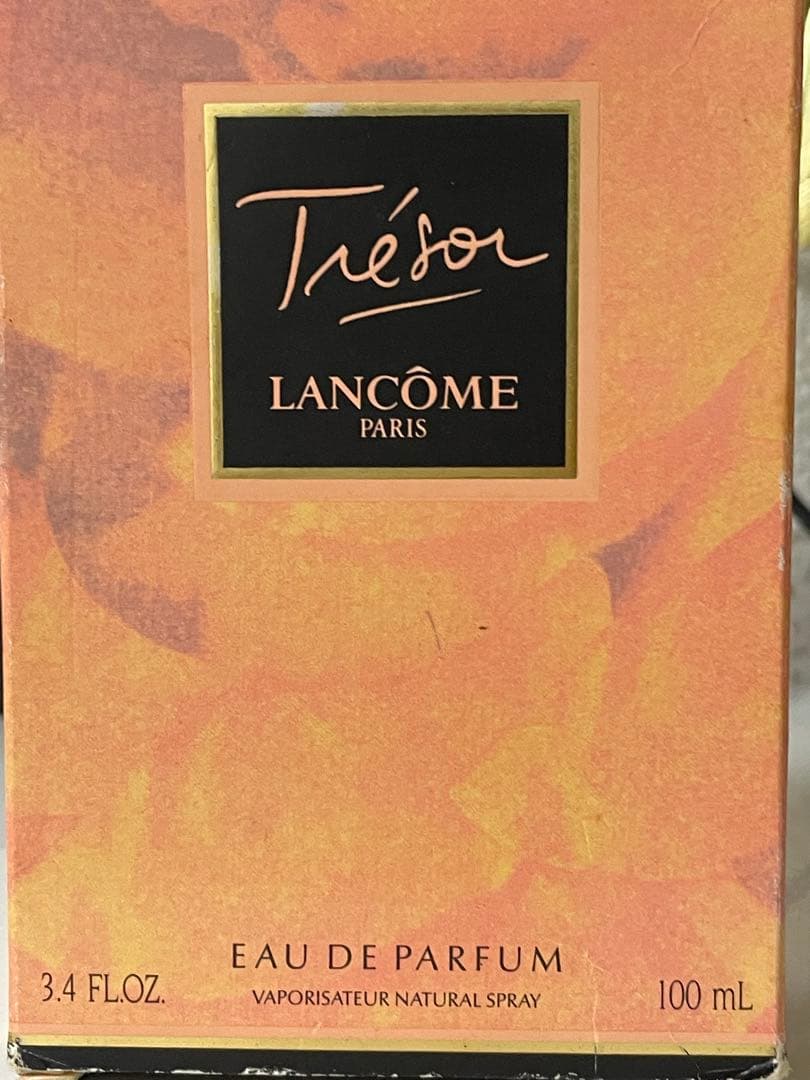 Trésor
LANCÔME
PARIS
EAU DE PARFUM
3.4 FL.OZ. VAPORISATEUR NATURAL SPRAY 100 mL